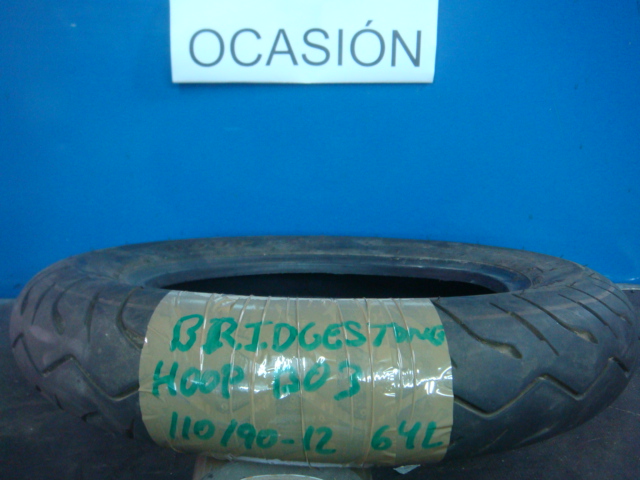 OCASIÓN
BRIDGESTONE
HOOP B03
110/90-12 64L